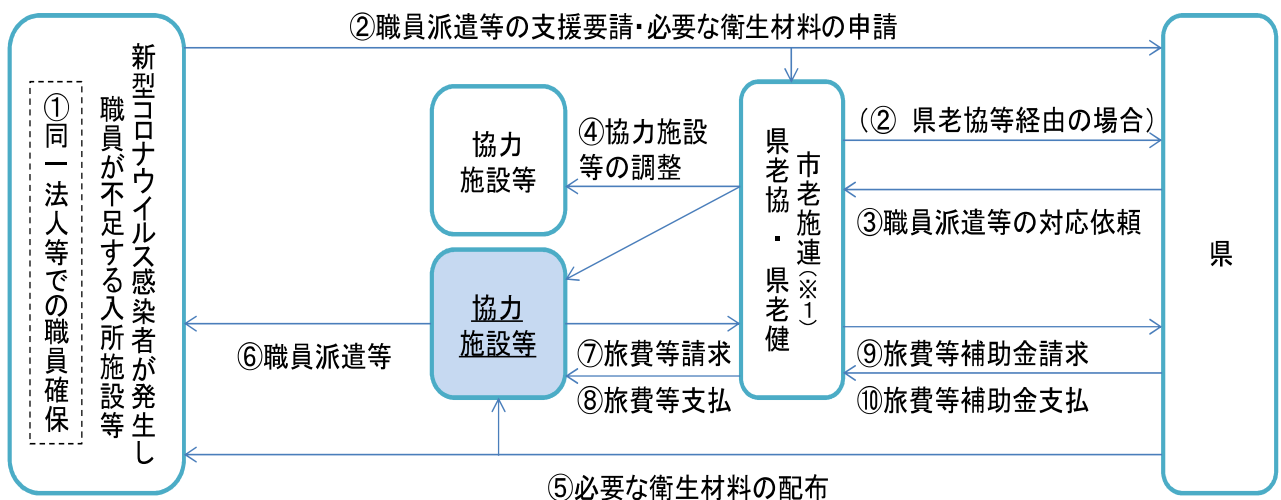 ②職員派遣等の支援要請・必要な衛生材料の申請
新型コロナウイルス感染者が発生し
職員が不足する入所施設等
①同一法人等での職員確保
協力
施設等
④協力施設
等の調整
市老施連(※1)
県老協・県老健
(② 県老協等経由の場合)
③職員派遣等の対応依頼
県
協力
施設等
⑥職員派遣等
⑦旅費等請求
⑧旅費等支払
⑨旅費等補助金請求
⑩旅費等補助金支払
⑤必要な衛生材料の配布